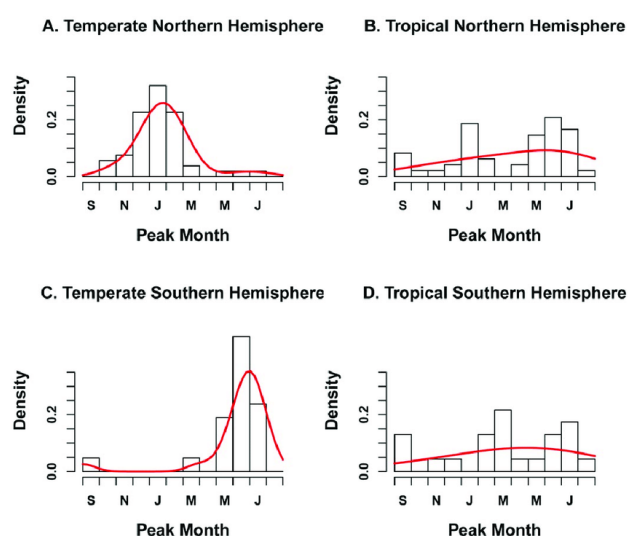 A. Temperate Northern Hemisphere
B. Tropical Northern Hemisphere
Density
0.2
0.0
S N J M M J
Peak Month
Density
0.2
0.0
S N J M M J
Peak Month
C. Temperate Southern Hemisphere
D. Tropical Southern Hemisphere
Density
0.2
0.0
S N J M M J
Peak Month
Density
0.2
0.0
S N J M M J
Peak Month